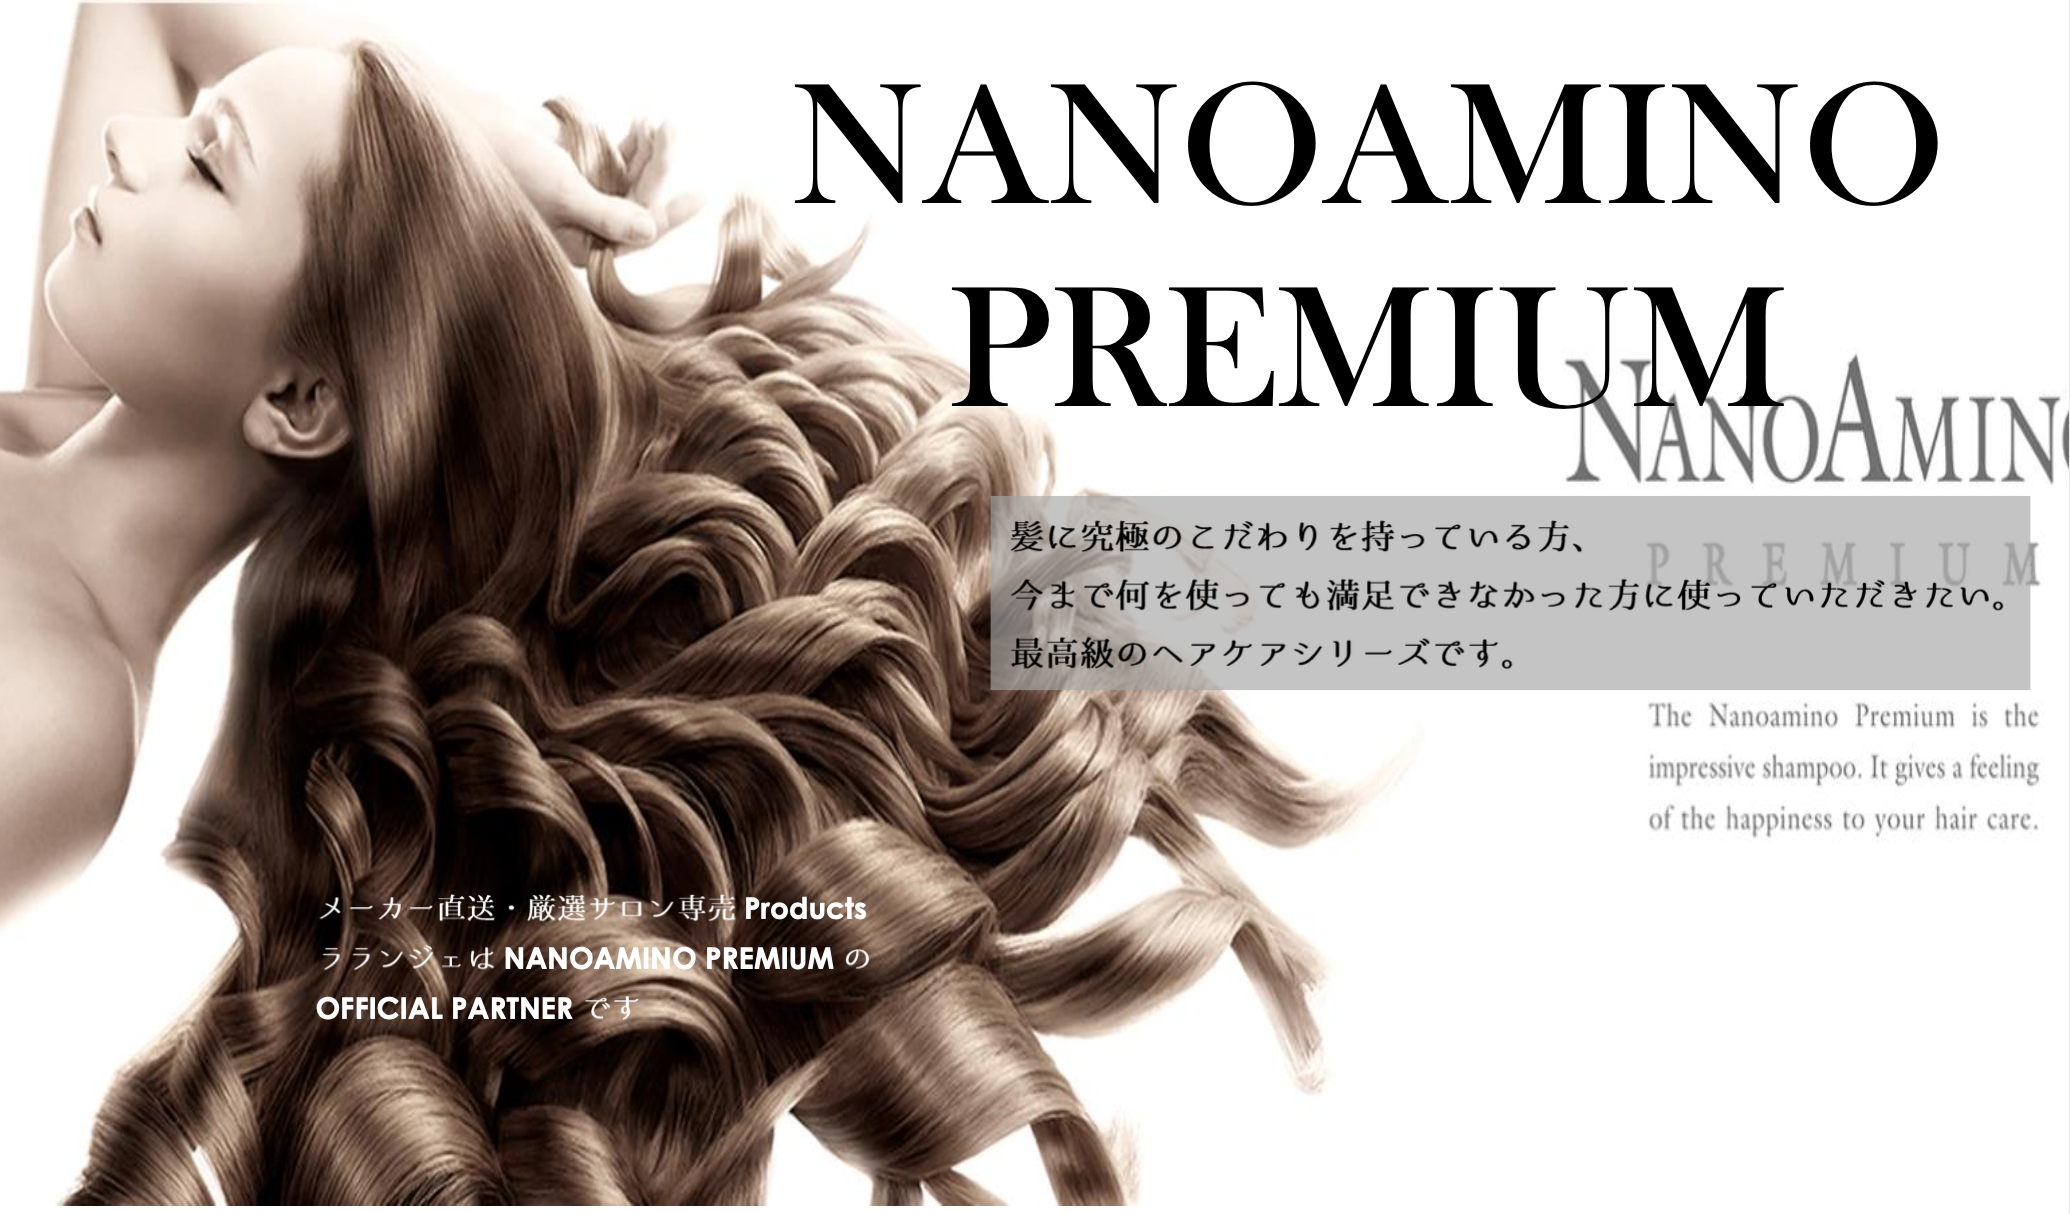 NANOAMINO
PREMIUM
NANOAMIN
髪に究極のこだわりを持っている方、
PREMIUM
今まで何を使っても満足できなかった方に使っていただきたい。
最高級のヘアケアシリーズです。
The Nanoamino Premium is the
impressive shampoo. It gives a feeling
of the happiness to your hair care.
メーカー直送・厳選サロン専売 Products
ラランジェは NANOAMINO PREMIUM の
OFFICIAL PARTNER です